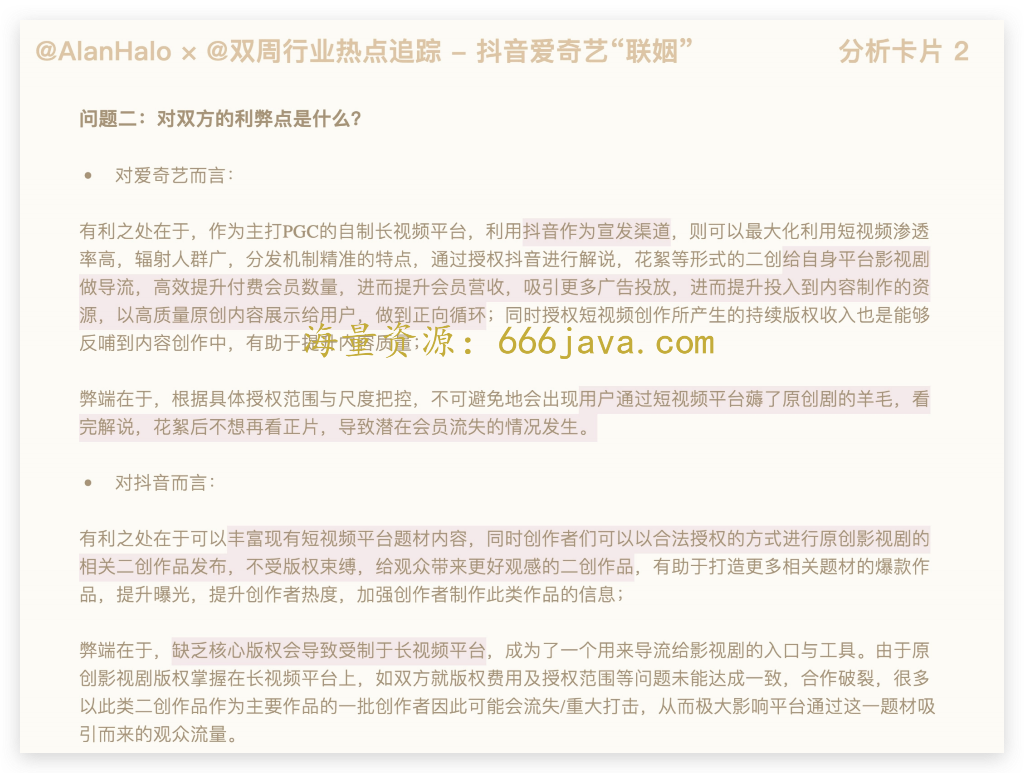 @AlanHalo × @双周行业热点追踪 - 抖音爱奇艺“联姻”
分析卡片 2
问题二：对双方的利弊点是什么?
• 对爱奇艺而言：
有利之处在于，作为主打PGC的自制长视频平台，利用抖音作为宣发渠道，则可以最大化利用短视频渗透
率高，辐射人群广，分发机制精准的特点，通过授权抖音进行解说，花絮等形式的二创给自身平台影视剧
做导流，高效提升付费会员数量，进而提升会员营收，吸引更多广告投放，进而提升投入到内容制作的资
源，以高质量原创内容展示给用户，做到正向循环；同时授权短视频创作所产生的持续版权收入也是能够
反哺到内容创作中，有助于提升内容质量；
海量资源：666java.com
弊端在于，根据具体授权范围与尺度把控，不可避免地会出现用户通过短视频平台薅了原创剧的羊毛，看
完解说，花絮后不想再看正片，导致潜在会员流失的情况发生。
• 对抖音而言：
有利之处在于可以丰富现有短视频平台题材内容，同时创作者们可以以合法授权的方式进行原创影视剧的
相关二创作品发布，不受版权束缚，给观众带来更好观感的二创作品，有助于打造更多相关题材的爆款作
品，提升曝光，提升创作者热度，加强创作者制作此类作品的信息；
弊端在于，缺乏核心版权会导致受制于长视频平台，成为了一个用来导流给影视剧的入口与工具。由于原
创影视剧版权掌握在长视频平台上，如双方就版权费用及授权范围等问题未能达成一致，合作破裂，很多
以此类二创作品作为主要作品的一批创作者因此可能会流失/重大打击，从而极大影响平台通过这一题材吸
引而来的观众流量。